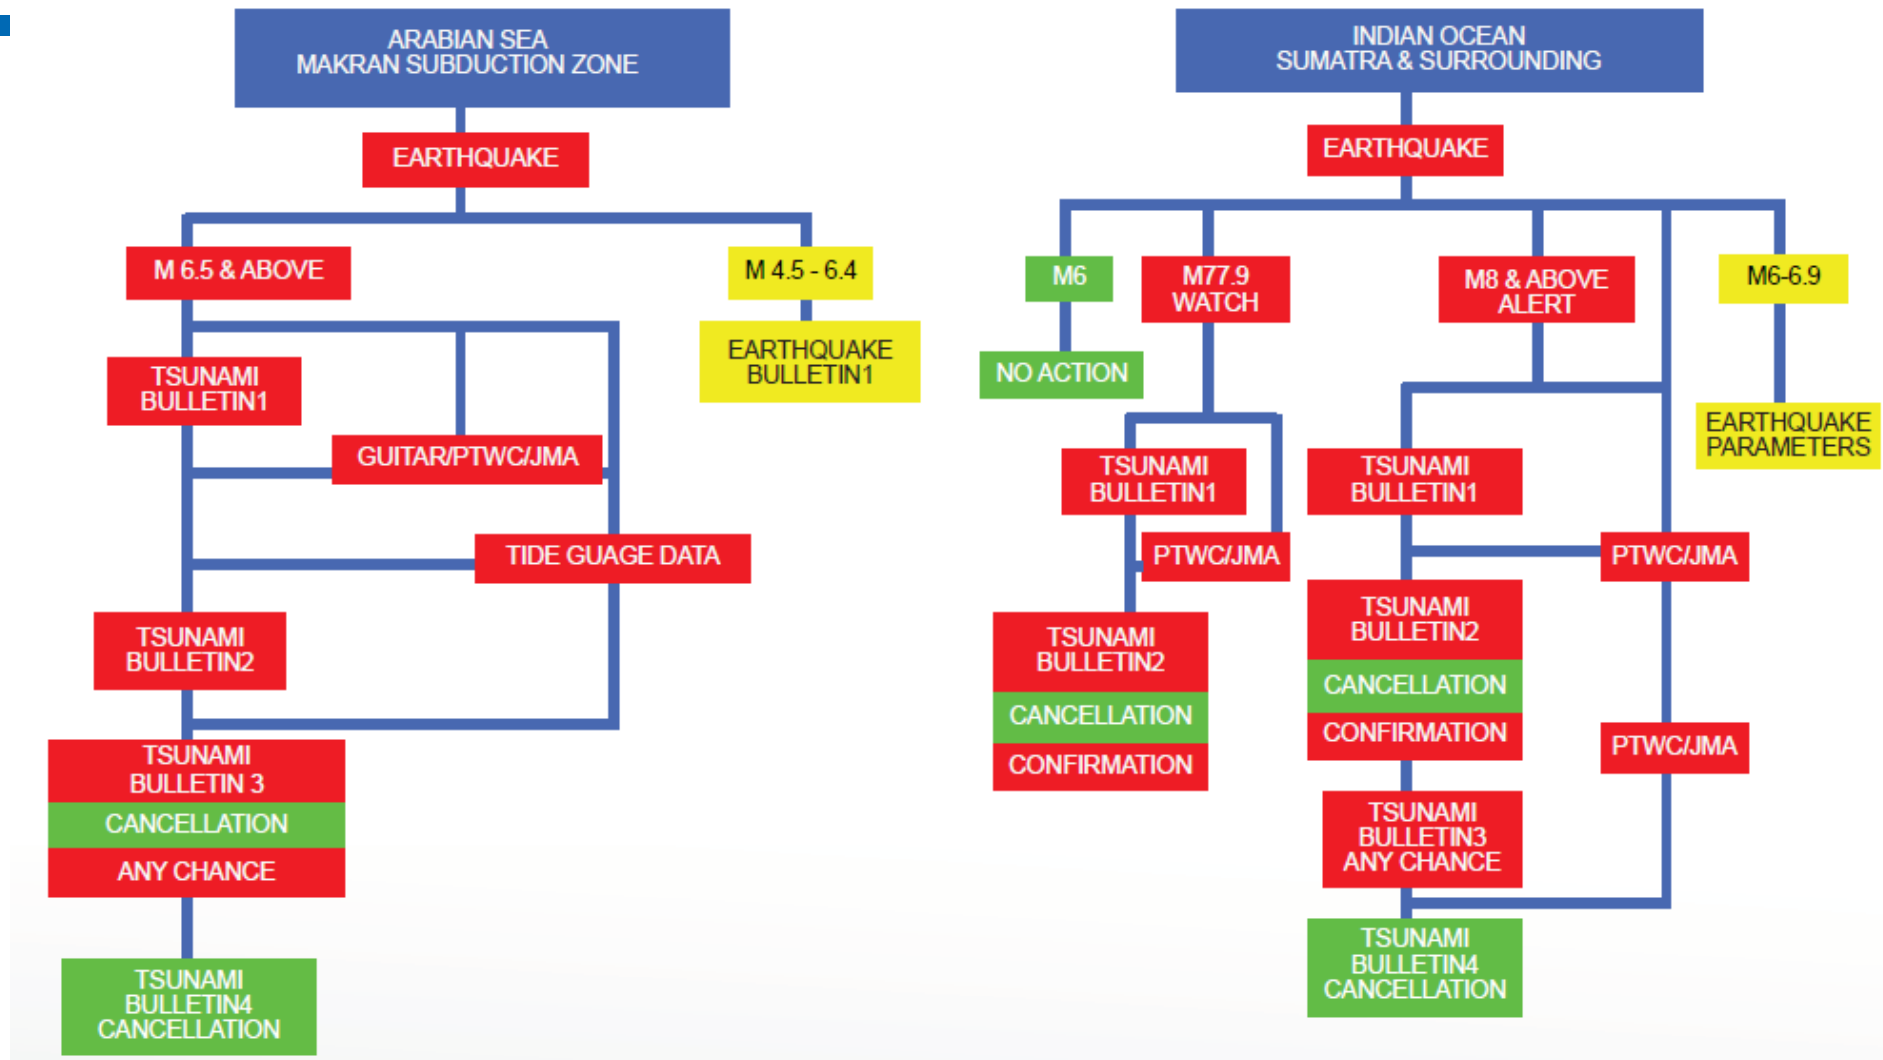 ARABIAN SEA
MAKRAN SUBDUCTION ZONE
EARTHQUAKE
M 6.5 & ABOVE
M 4.5 - 6.4
TSUNAMI
BULLETIN1
EARTHQUAKE
BULLETIN1
GUITAR/PTWC/JMA
TIDE GUAGE DATA
TSUNAMI
BULLETIN2
TSUNAMI
BULLETIN 3
CANCELLATION
ANY CHANCE
TSUNAMI
BULLETIN4
CANCELLATION
INDIAN OCEAN
SUMATRA & SURROUNDING
EARTHQUAKE
M6
M77.9
WATCH
M8 & ABOVE
ALERT
M6-6.9
NO ACTION
EARTHQUAKE
PARAMETERS
TSUNAMI
BULLETIN1
PTWC/JMA
TSUNAMI
BULLETIN2
CANCELLATION
CONFIRMATION
TSUNAMI
BULLETIN1
PTWC/JMA
TSUNAMI
BULLETIN2
CANCELLATION
CONFIRMATION
PTWC/JMA
TSUNAMI
BULLETIN3
ANY CHANCE
TSUNAMI
BULLETIN4
CANCELLATION